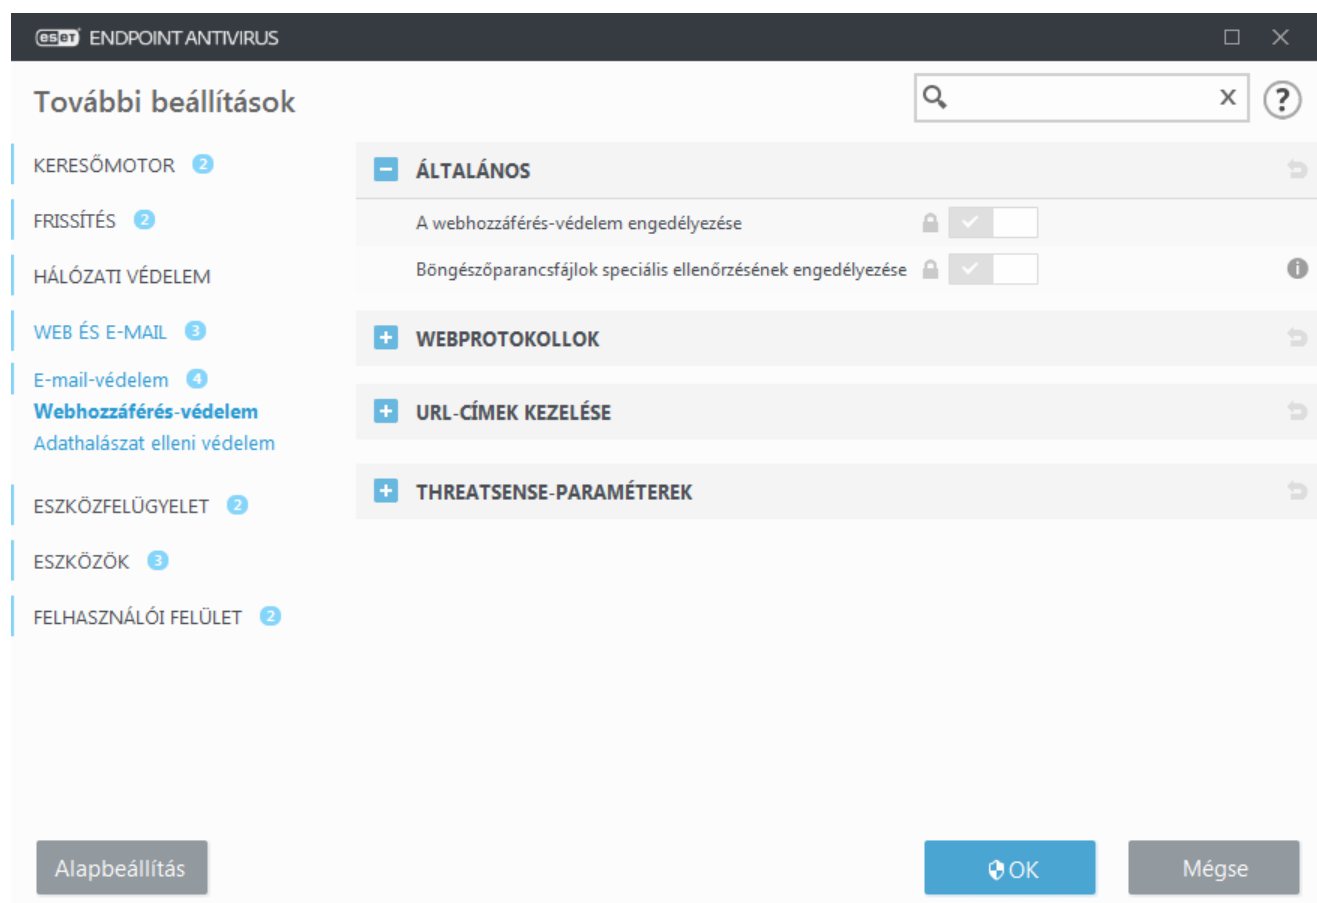 eset ENDPOINT ANTIVIRUS
További beállítások
KERESŐMOTOR 2
FRISSÍTÉS 2
HÁLÓZATI VÉDELEM
WEB ÉS E-MAIL 3
E-mail-védelem 4
Webhozzáférés-védelem
Adathalászat elleni védelem
ESZKÖZFELÜGYELET 2
ESZKÖZÖK 3
FELHASZNÁLÓI FELÜLET 2
ÁLTALÁNOS
A webhozzáférés-védelem engedélyezése
Böngészőparancsfájlok speciális ellenőrzésének engedélyezése
WEBPROTOKOLLOK
URL-CÍMEK KEZELÉSE
THREATSENSE-PARAMÉTEREK
Alapbeállítás
OK
Mégse